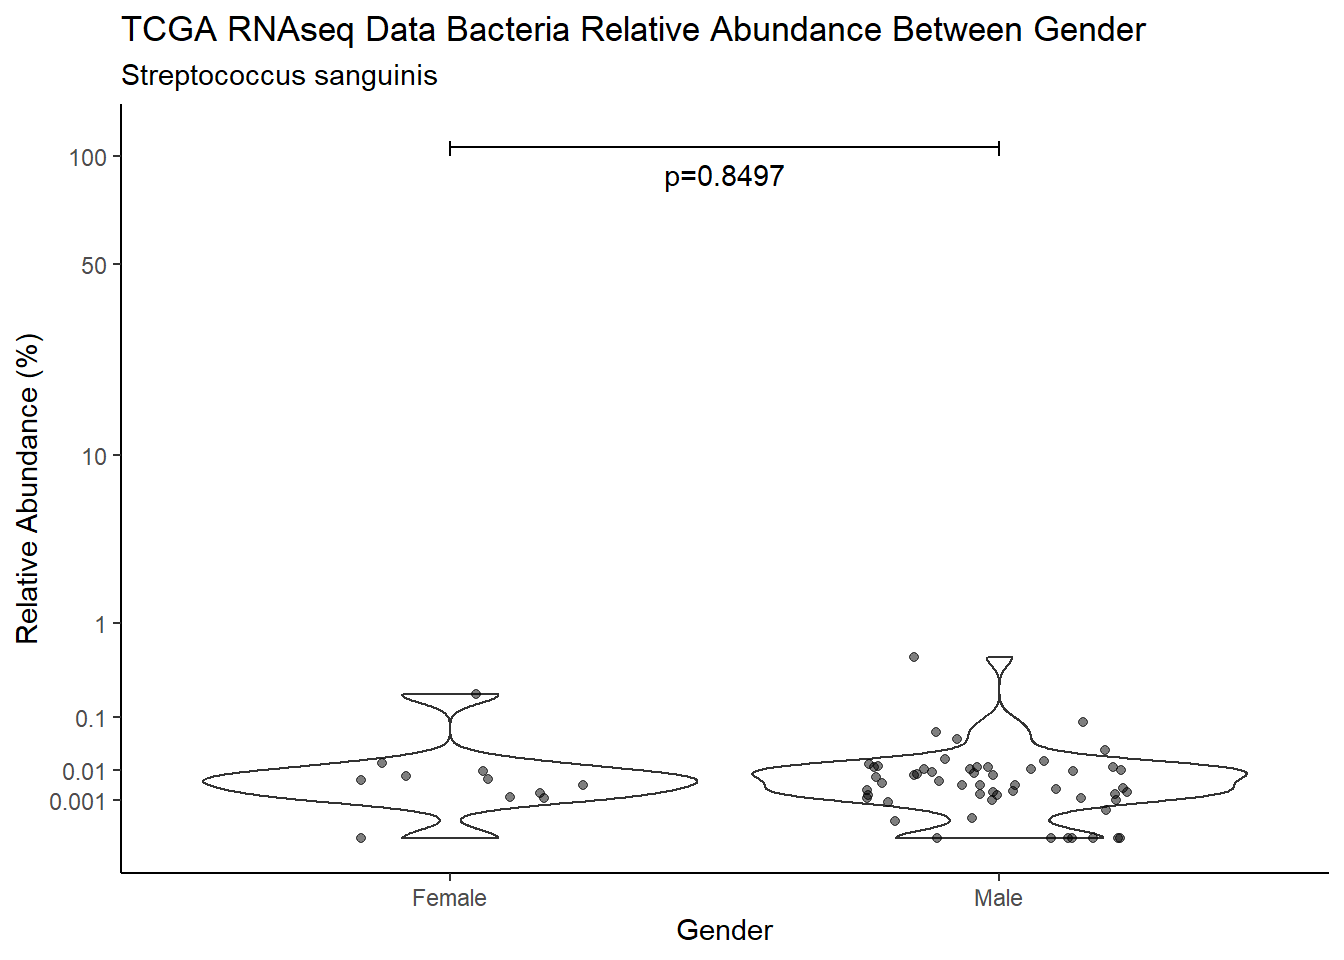 TCGA RNAseq Data Bacteria Relative Abundance Between Gender
Streptococcus sanguinis
p=0.8497
100
50
10
1
0.1
0.01
0.001
Relative Abundance (%)
Female
Male
Gender